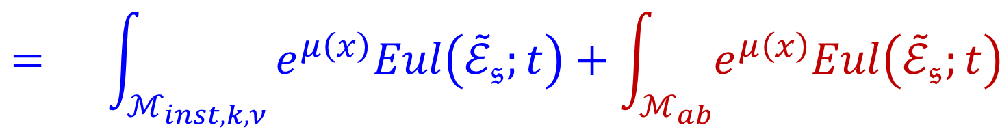 = ∫_{ℳ_{inst,k,ν}} e^{μ(x)} Eul(ℰ̃_𝔰; t) + ∫_{ℳ_{ab}} e^{μ(x)} Eul(ℰ̃_𝔰; t)